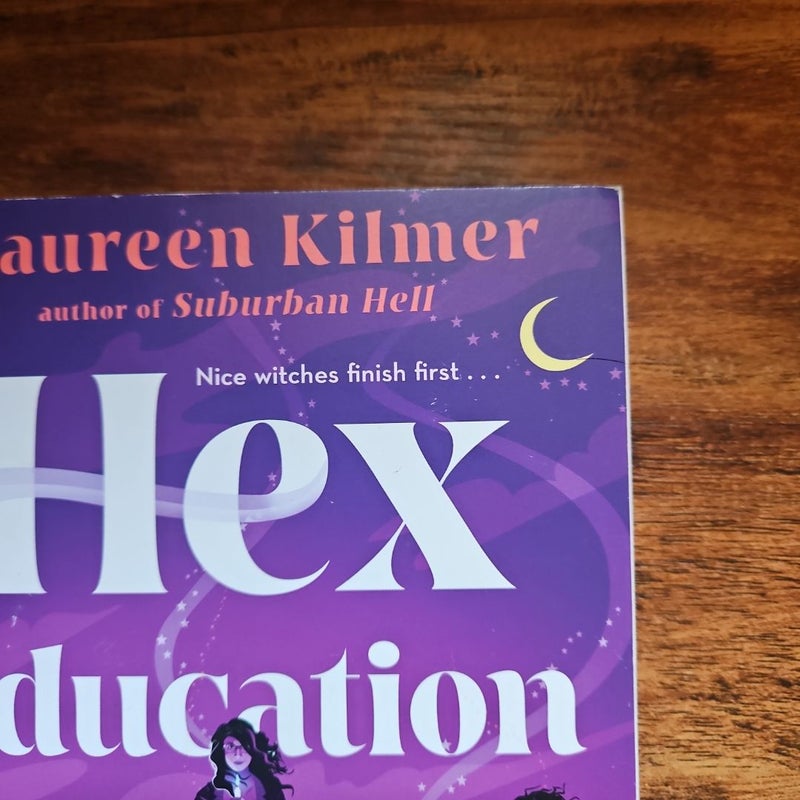 aureen Kilmer
author of Suburban Hell
Nice witches finish first . . .
Hex
ducation